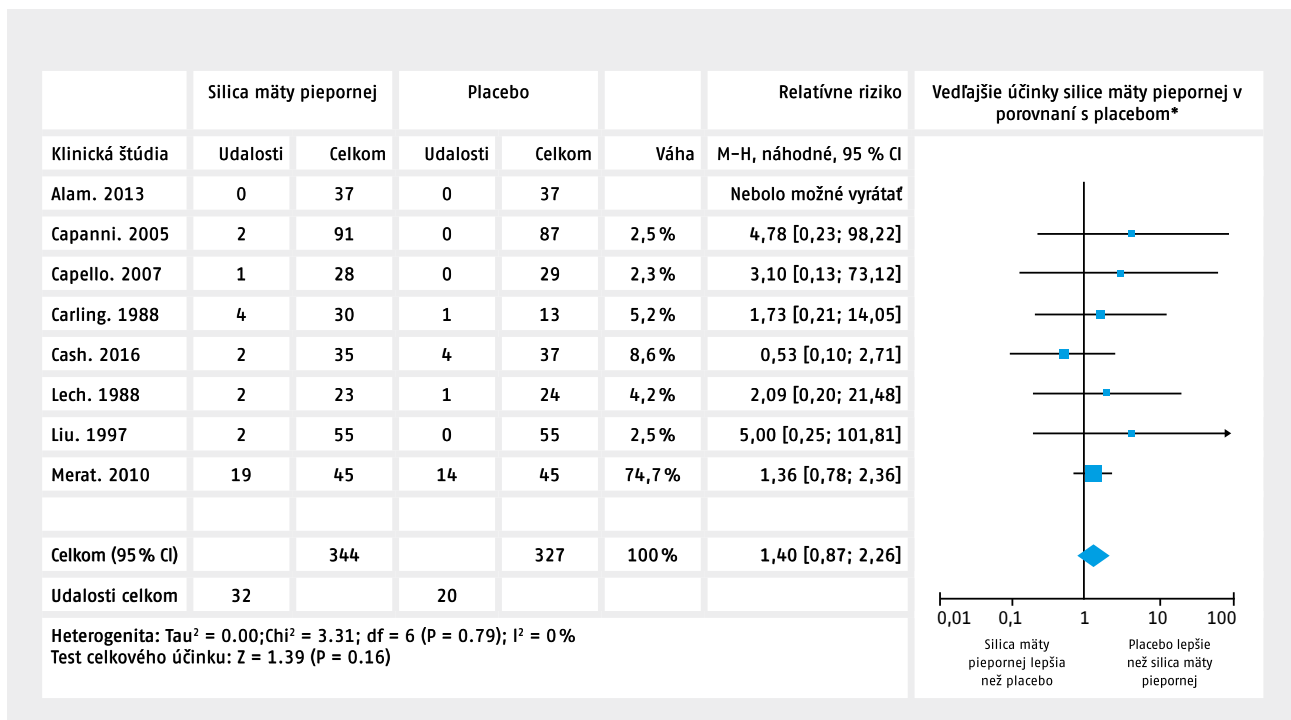 Silica mäty piepornej Placebo Relatívne riziko Vedľajšie účinky silice mäty piepornej v
porovnaní s placebom*
Klinická štúdia Udalosti Celkom Udalosti Celkom Váha M–H, náhodné, 95 % CI
Alam. 2013 0 37 0 37 Nebolo možné vyrátať
Capanni. 2005 2 91 0 87 2,5 % 4,78 [0,23; 98,22]
Capello. 2007 1 28 0 29 2,3 % 3,10 [0,13; 73,12]
Carling. 1988 4 30 1 13 5,2 % 1,73 [0,21; 14,05]
Cash. 2016 2 35 4 37 8,6 % 0,53 [0,10; 2,71]
Lech. 1988 2 23 1 24 4,2 % 2,09 [0,20; 21,48]
Liu. 1997 2 55 0 55 2,5 % 5,00 [0,25; 101,81]
Merat. 2010 19 45 14 45 74,7 % 1,36 [0,78; 2,36]
Celkom (95 % CI) 344 327 100 % 1,40 [0,87; 2,26]
Udalosti celkom 32 20
Heterogenita: Tau² = 0.00;Chi² = 3.31; df = 6 (P = 0.79); I² = 0 %
Test celkového účinku: Z = 1.39 (P = 0.16)
0,01 0,1 1 10 100
Silica mäty
piepornej lepšia
než placebo
Placebo lepšie
než silica mäty
piepornej